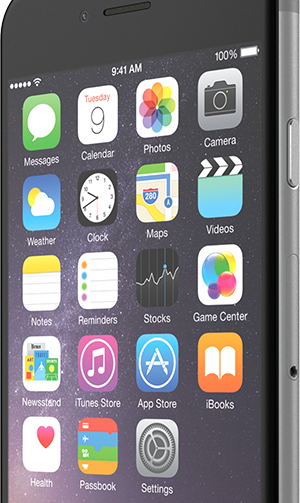 9:41 AM 100%
Tuesday
9
Messages Calendar Photos Camera
280
Weather Clock Maps Videos
Notes Reminders Stocks Game Center
Newsstand iTunes Store App Store iBooks
Health Passbook Settings